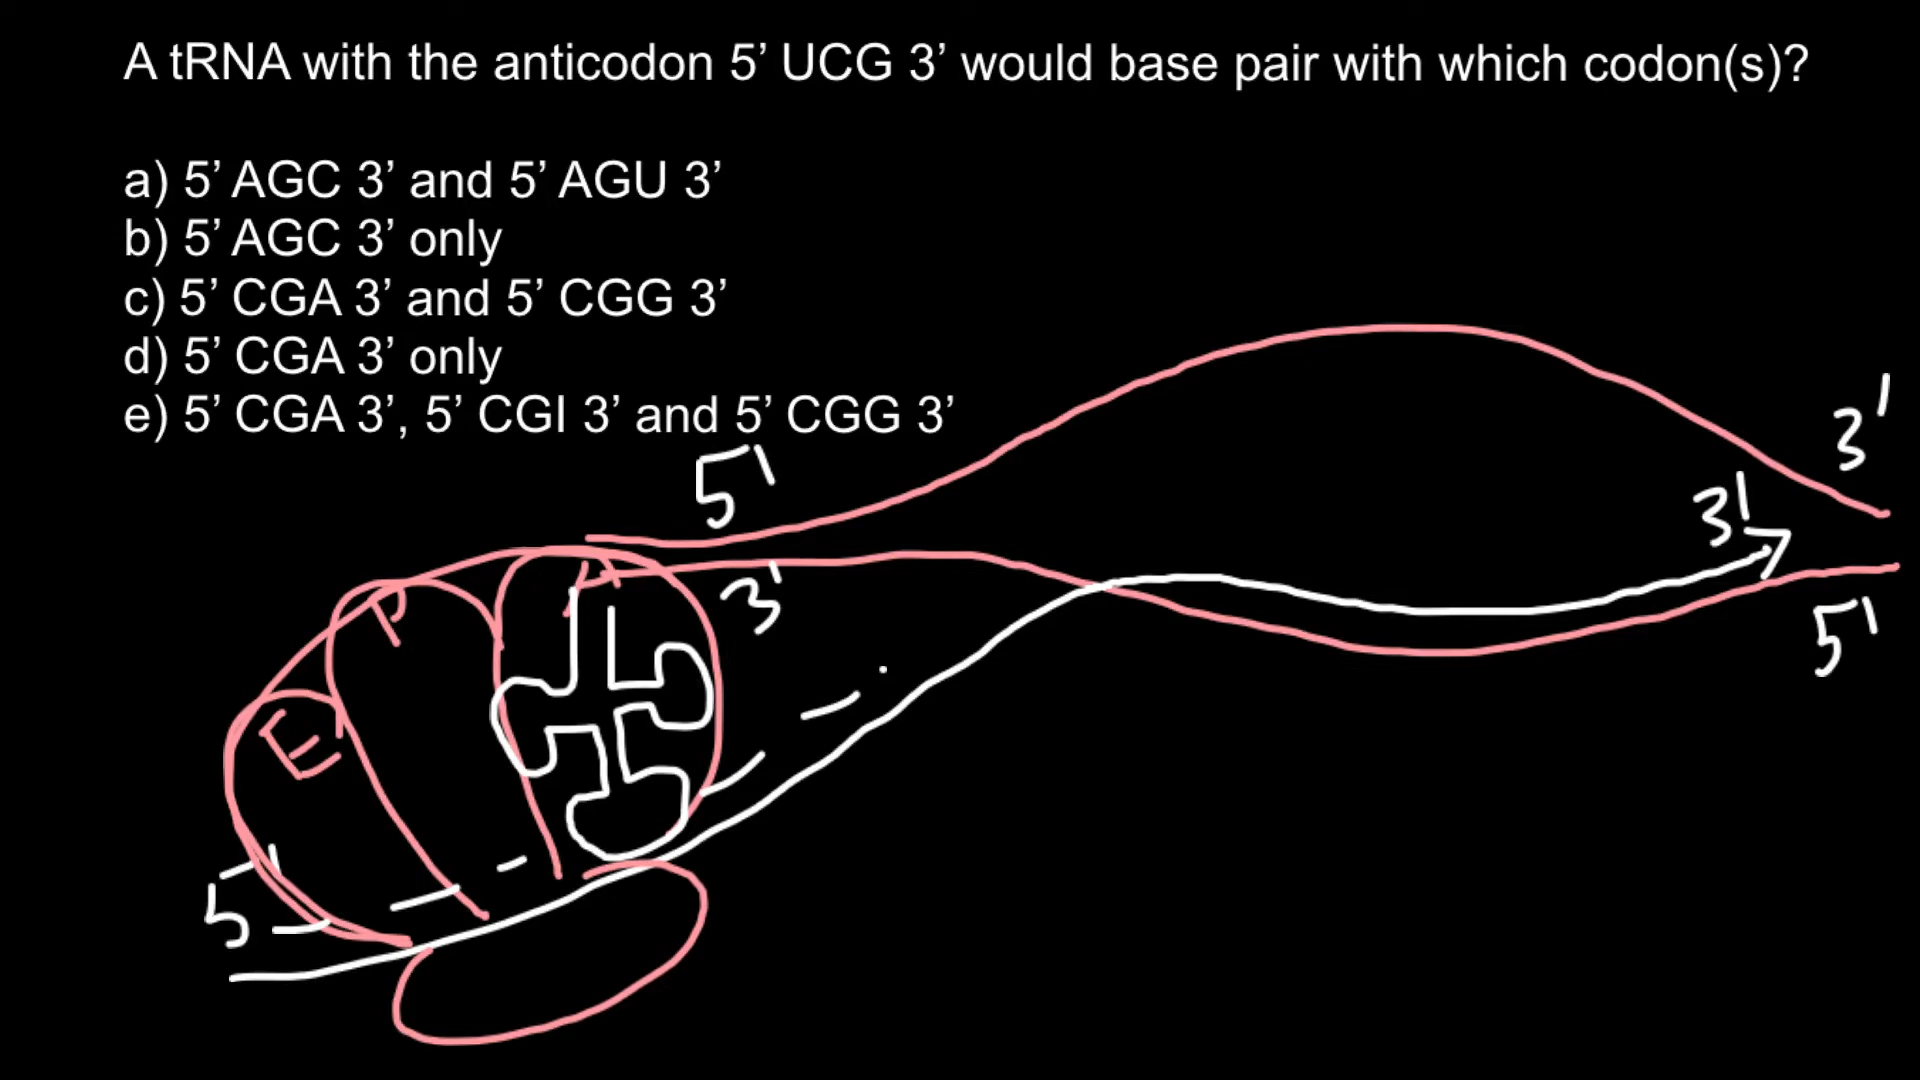 A tRNA with the anticodon 5’ UCG 3’ would base pair with which codon(s)?
a) 5’ AGC 3’ and 5’ AGU 3’
b) 5’ AGC 3’ only
c) 5’ CGA 3’ and 5’ CGG 3’
d) 5’ CGA 3’ only
e) 5’ CGA 3’, 5’ CGI 3’ and 5’ CGG 3’
5'
3'
3'
3'
5'
E
P
A
5'